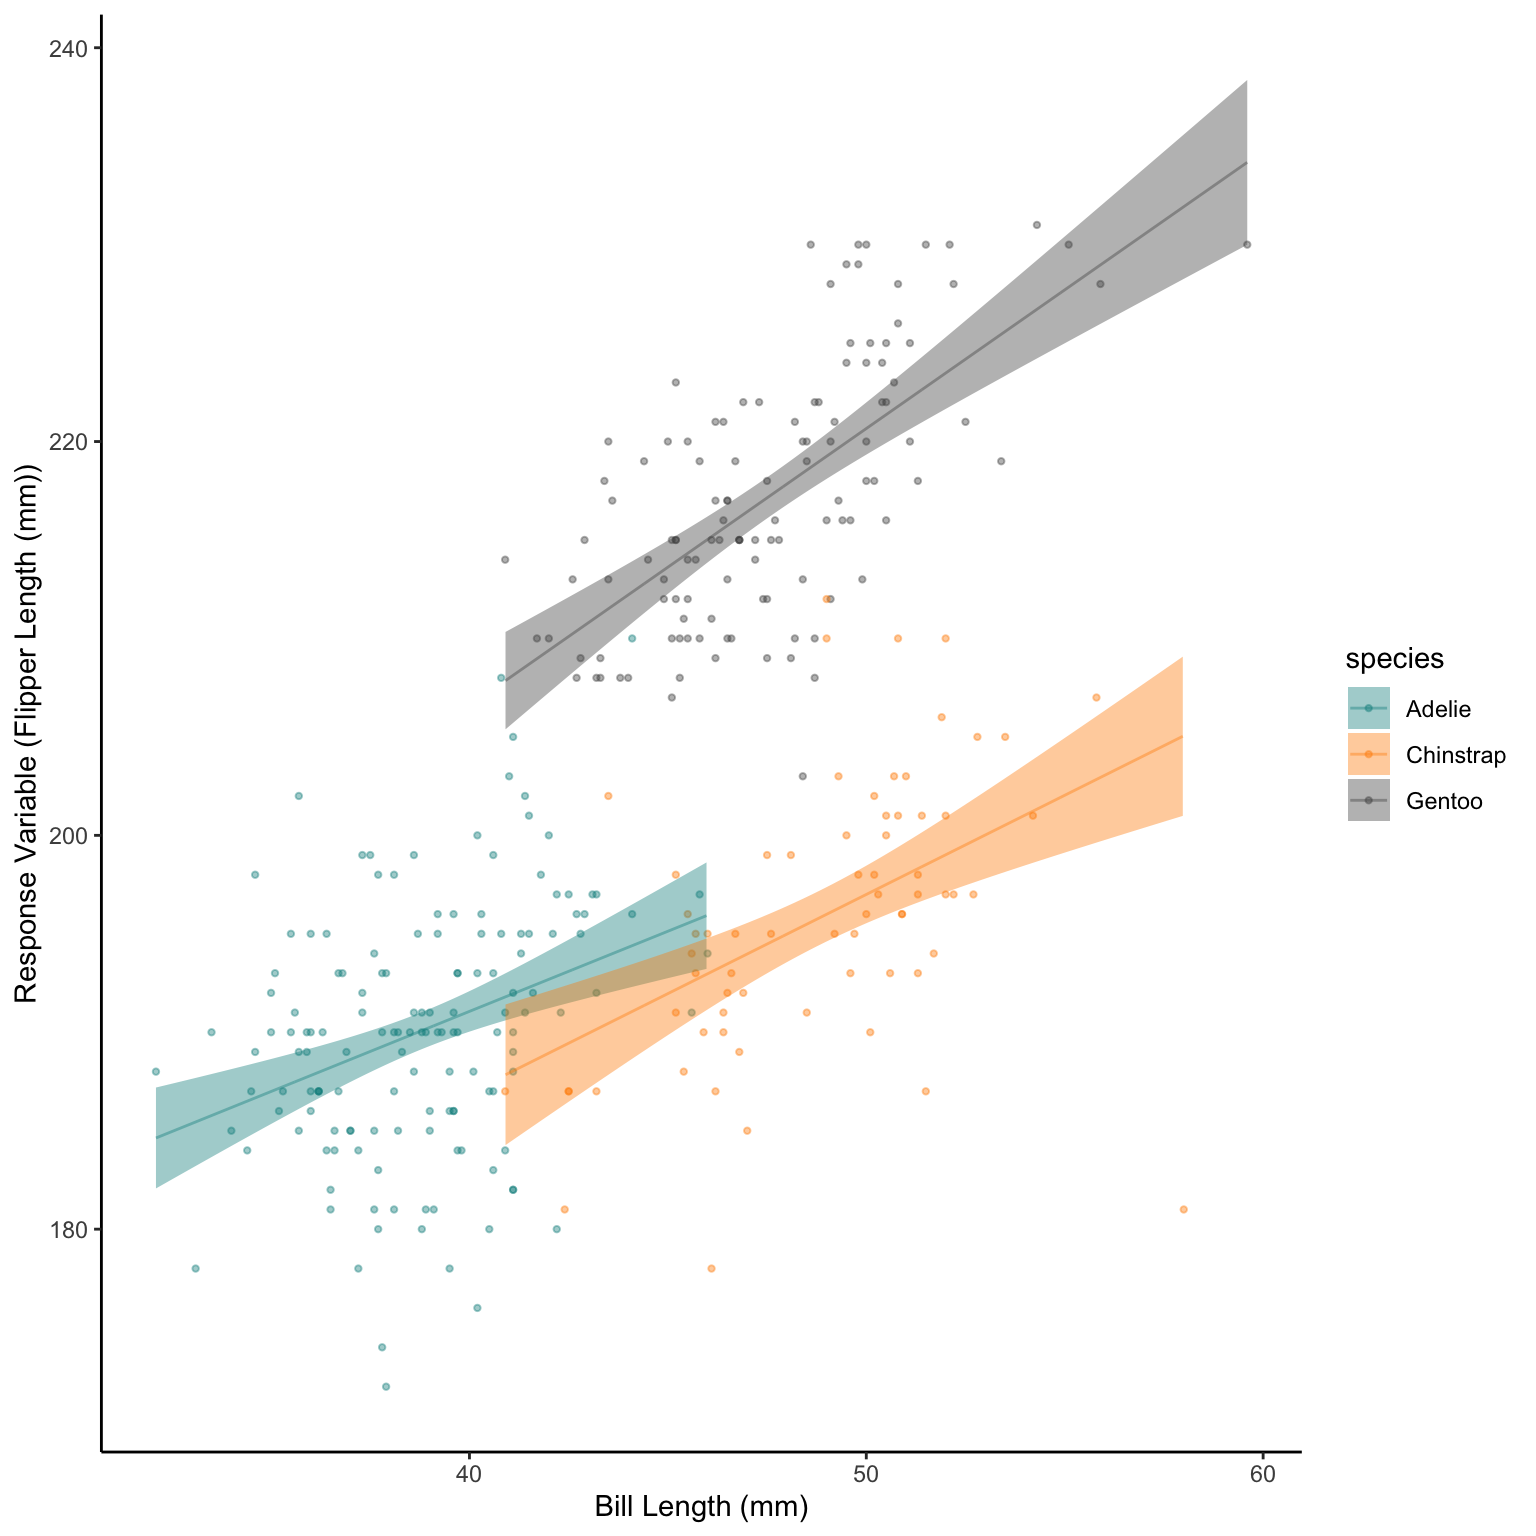 240
220
200
180
Response Variable (Flipper Length (mm))
40
50
60
Bill Length (mm)
species
Adelie
Chinstrap
Gentoo